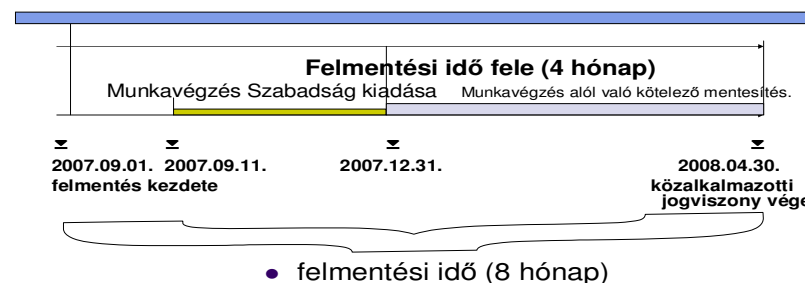 Felmentési idő fele (4 hónap)
Munkavégzés Szabadság kiadása
Munkavégzés alól való kötelező mentesítés.
2007.09.01. 2007.09.11. 2007.12.31. 2008.04.30.
felmentés kezdete
közalkalmazotti
jogviszony vége
• felmentési idő (8 hónap)